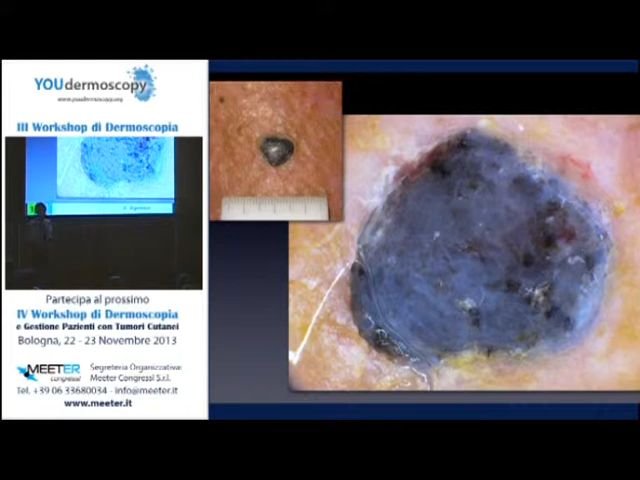 YOUdermoscopy
www.youdermoscopy.org
III Workshop di Dermoscopia
Partecipa al prossimo
IV Workshop di Dermoscopia
e Gestione Pazienti con Tumori Cutanei
Bologna, 22 - 23 Novembre 2013
MEETER
congressi
Segreteria Organizzativa:
Meeter Congressi S.r.l.
Tel. +39 06 33680034 - info@meeter.it
www.meeter.it